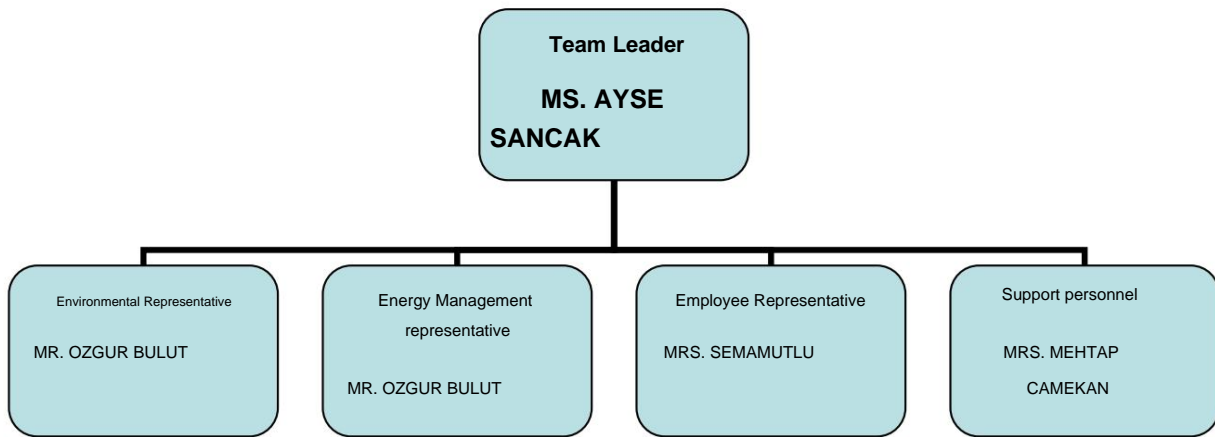 Team Leader
MS. AYSE
SANCAK
Environmental Representative
MR. OZGUR BULUT
Energy Management
representative
MR. OZGUR BULUT
Employee Representative
MRS. SEMAMUTLU
Support personnel
MRS. MEHTAP
CAMEKAN